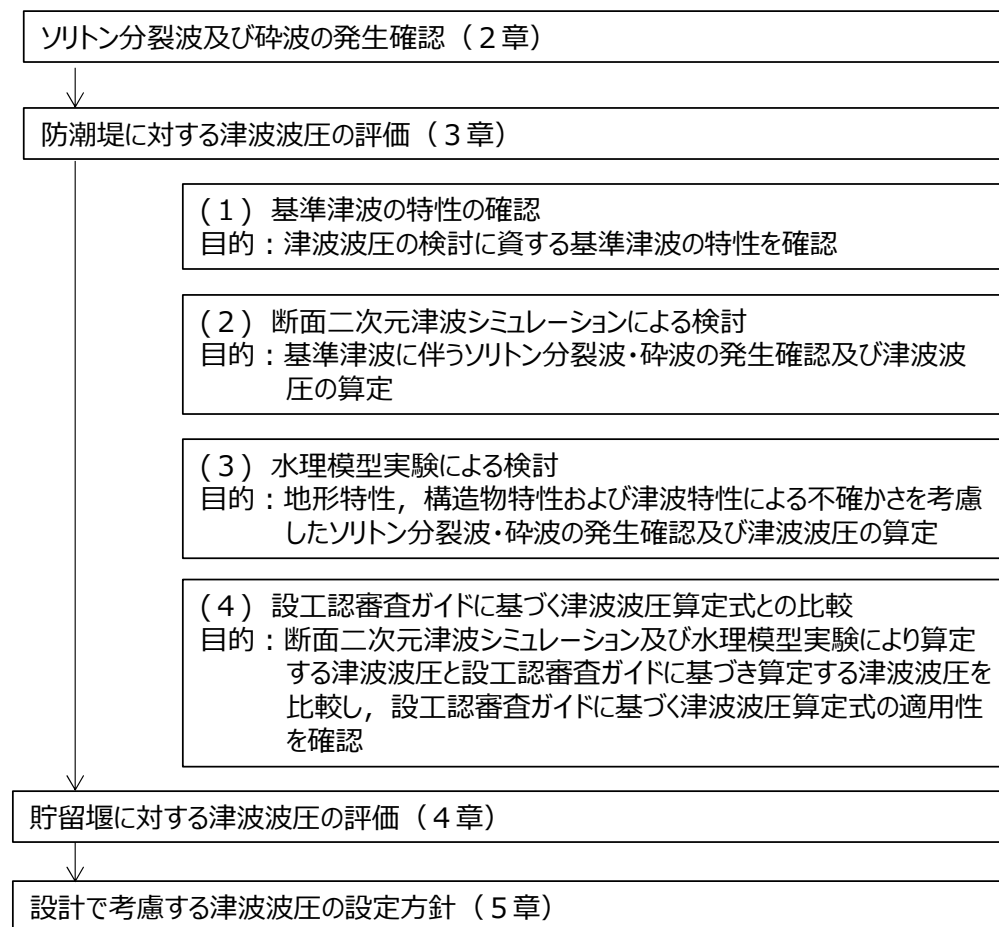 ソリトン分裂波及び砕波の発生確認（２章）
防潮堤に対する津波波圧の評価（３章）
(１) 基準津波の特性の確認
目的：津波波圧の検討に資する基準津波の特性を確認
(２) 断面二次元津波シミュレーションによる検討
目的：基準津波に伴うソリトン分裂波・砕波の発生確認及び津波波
圧の算定
(３) 水理模型実験による検討
目的：地形特性，構造物特性および津波特性による不確かさを考慮
したソリトン分裂波・砕波の発生確認及び津波波圧の算定
(４) 設工認審査ガイドに基づく津波波圧算定式との比較
目的：断面二次元津波シミュレーション及び水理模型実験により算定
する津波波圧と設工認審査ガイドに基づき算定する津波波圧を
比較し，設工認審査ガイドに基づく津波波圧算定式の適用性
を確認
貯留堰に対する津波波圧の評価（４章）
設計で考慮する津波波圧の設定方針（５章）